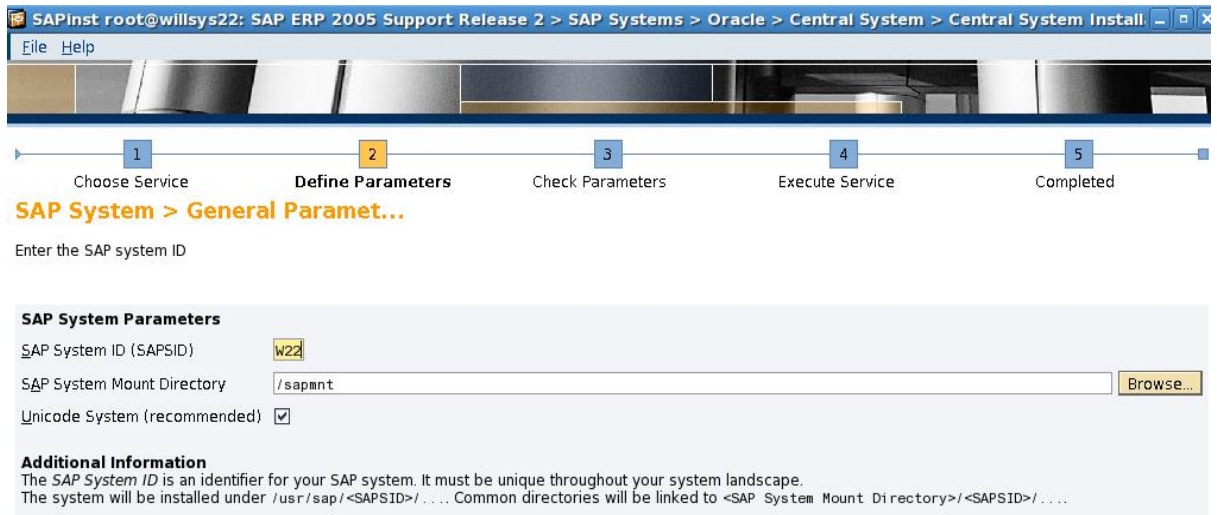 SAPinst root@willsys22: SAP ERP 2005 Support Release 2 > SAP Systems > Oracle > Central System > Central System Install
File Help
1 2 3 4 5
Choose Service Define Parameters Check Parameters Execute Service Completed
SAP System > General Paramet...
Enter the SAP system ID
SAP System Parameters
SAP System ID (SAPSID) W22
SAP System Mount Directory /sapmnt Browse...
Unicode System (recommended)
Additional Information
The SAP System ID is an identifier for your SAP system. It must be unique throughout your system landscape.
The system will be installed under /usr/sap/<SAPSID>/.... Common directories will be linked to <SAP System Mount Directory>/<SAPSID>/....